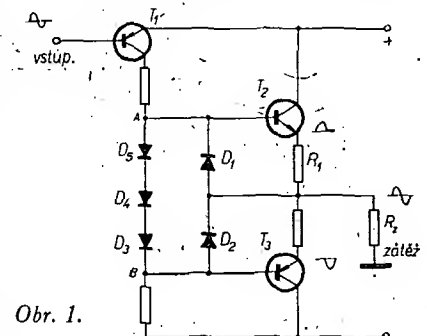 T1
+
vstup.
T2
A
D5
D1
R1
D4
Rz
D3
D2
T3
zátěž
B
Obr. 1.